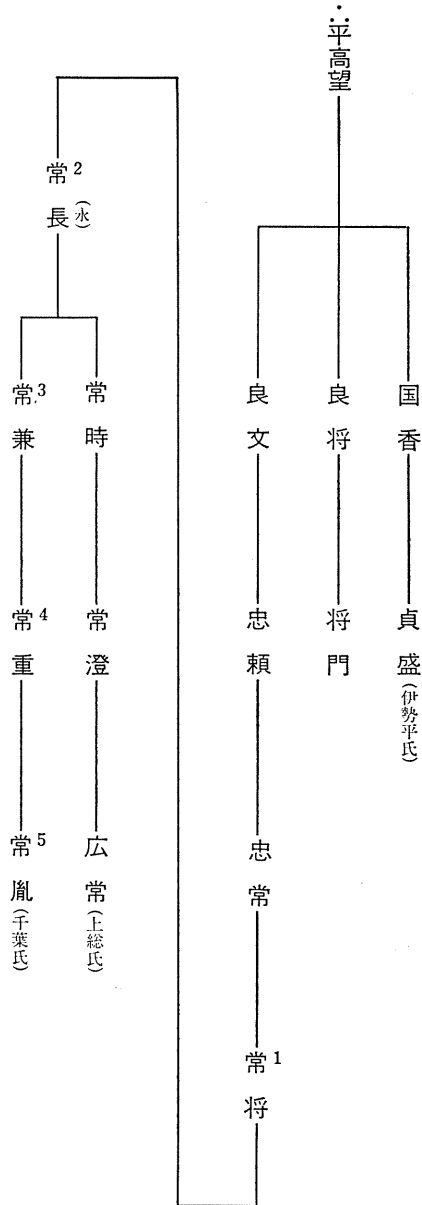 ∴平高望
国香
貞盛(伊勢平氏)
良将
将門
良文
忠頼
忠常
常将1
常長2(永)
常時
常澄
広常(上総氏)
常兼3
常重4
常胤5(千葉氏)